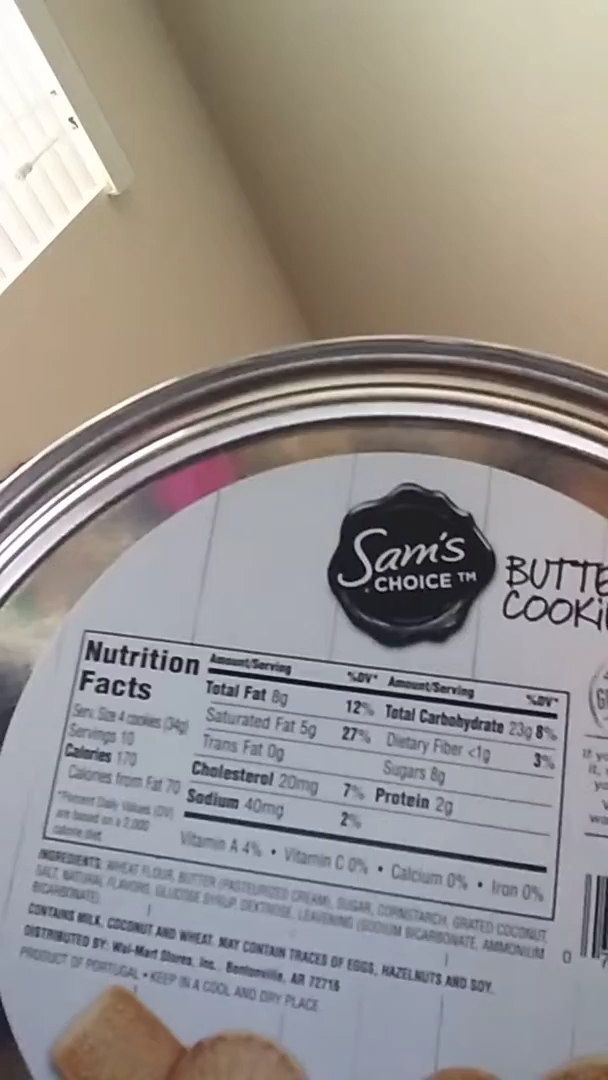 Sam's
CHOICE ™
BUTTE
COOKi
Nutrition
Facts
Serv. Size 4 cookies (34g)
Servings 10
Calories 170
Calories from Fat 70
*Percent Daily Values (DV)
are based on a 2,000
calorie diet.
Amount/Serving %DV* Amount/Serving %DV*
Total Fat 8g 12% Total Carbohydrate 23g 8%
Saturated Fat 5g 27% Dietary Fiber <1g 3%
Trans Fat 0g Sugars 8g
Cholesterol 20mg 7% Protein 2g
Sodium 40mg 2%
Vitamin A 4% • Vitamin C 0% • Calcium 0% • Iron 0%
INGREDIENTS: WHEAT FLOUR, BUTTER (PASTEURIZED CREAM), SUGAR, CORNSTARCH, GRATED COCONUT,
SALT, NATURAL FLAVORS, GLUCOSE SYRUP, DEXTROSE, LEAVENING (SODIUM BICARBONATE, AMMONIUM
BICARBONATE).
CONTAINS MILK, COCONUT AND WHEAT. MAY CONTAIN TRACES OF EGGS, HAZELNUTS AND SOY.
DISTRIBUTED BY: Wal-Mart Stores, Inc., Bentonville, AR 72716
PRODUCT OF PORTUGAL • KEEP IN A COOL AND DRY PLACE
If yo
it,
0 7